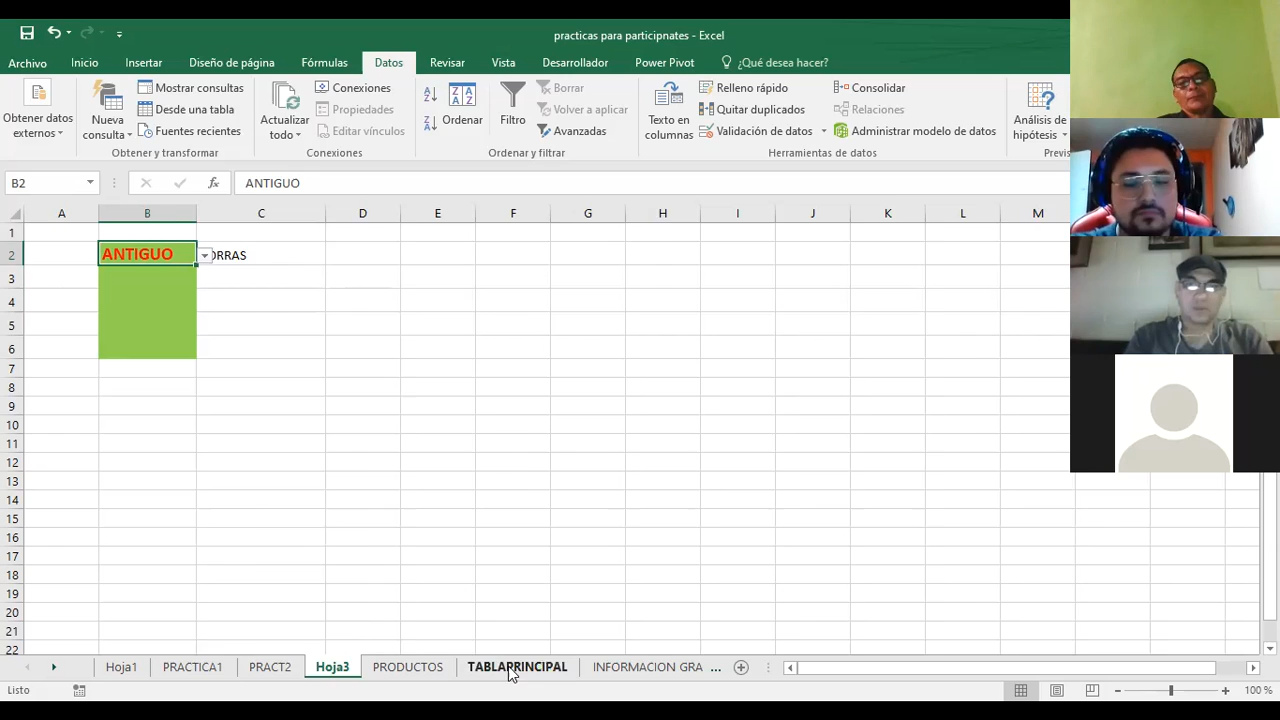 practicas para participnates - Excel
Archivo Inicio Insertar Diseño de página Fórmulas Datos Revisar Vista Desarrollador Power Pivot ¿Qué desea hacer?
Obtener datos externos
Nueva consulta
Mostrar consultas
Desde una tabla
Fuentes recientes
Obtener y transformar
Actualizar todo
Conexiones
Propiedades
Editar vínculos
Conexiones
Ordenar
Filtro
Borrar
Volver a aplicar
Avanzadas
Ordenar y filtrar
Texto en columnas
Relleno rápido
Quitar duplicados
Validación de datos
Consolidar
Relaciones
Administrar modelo de datos
Herramientas de datos
Análisis de hipótesis
Previs
B2 fx ANTIGUO
A B C D E F G H I J K L M
1
2 ANTIGUO ORRAS
3
4
5
6
7
8
9
10
11
12
13
14
15
16
17
18
19
20
21
22
Hoja1 PRACTICA1 PRACT2 Hoja3 PRODUCTOS TABLAPRINCIPAL INFORMACION GRA ...
Listo 100 %